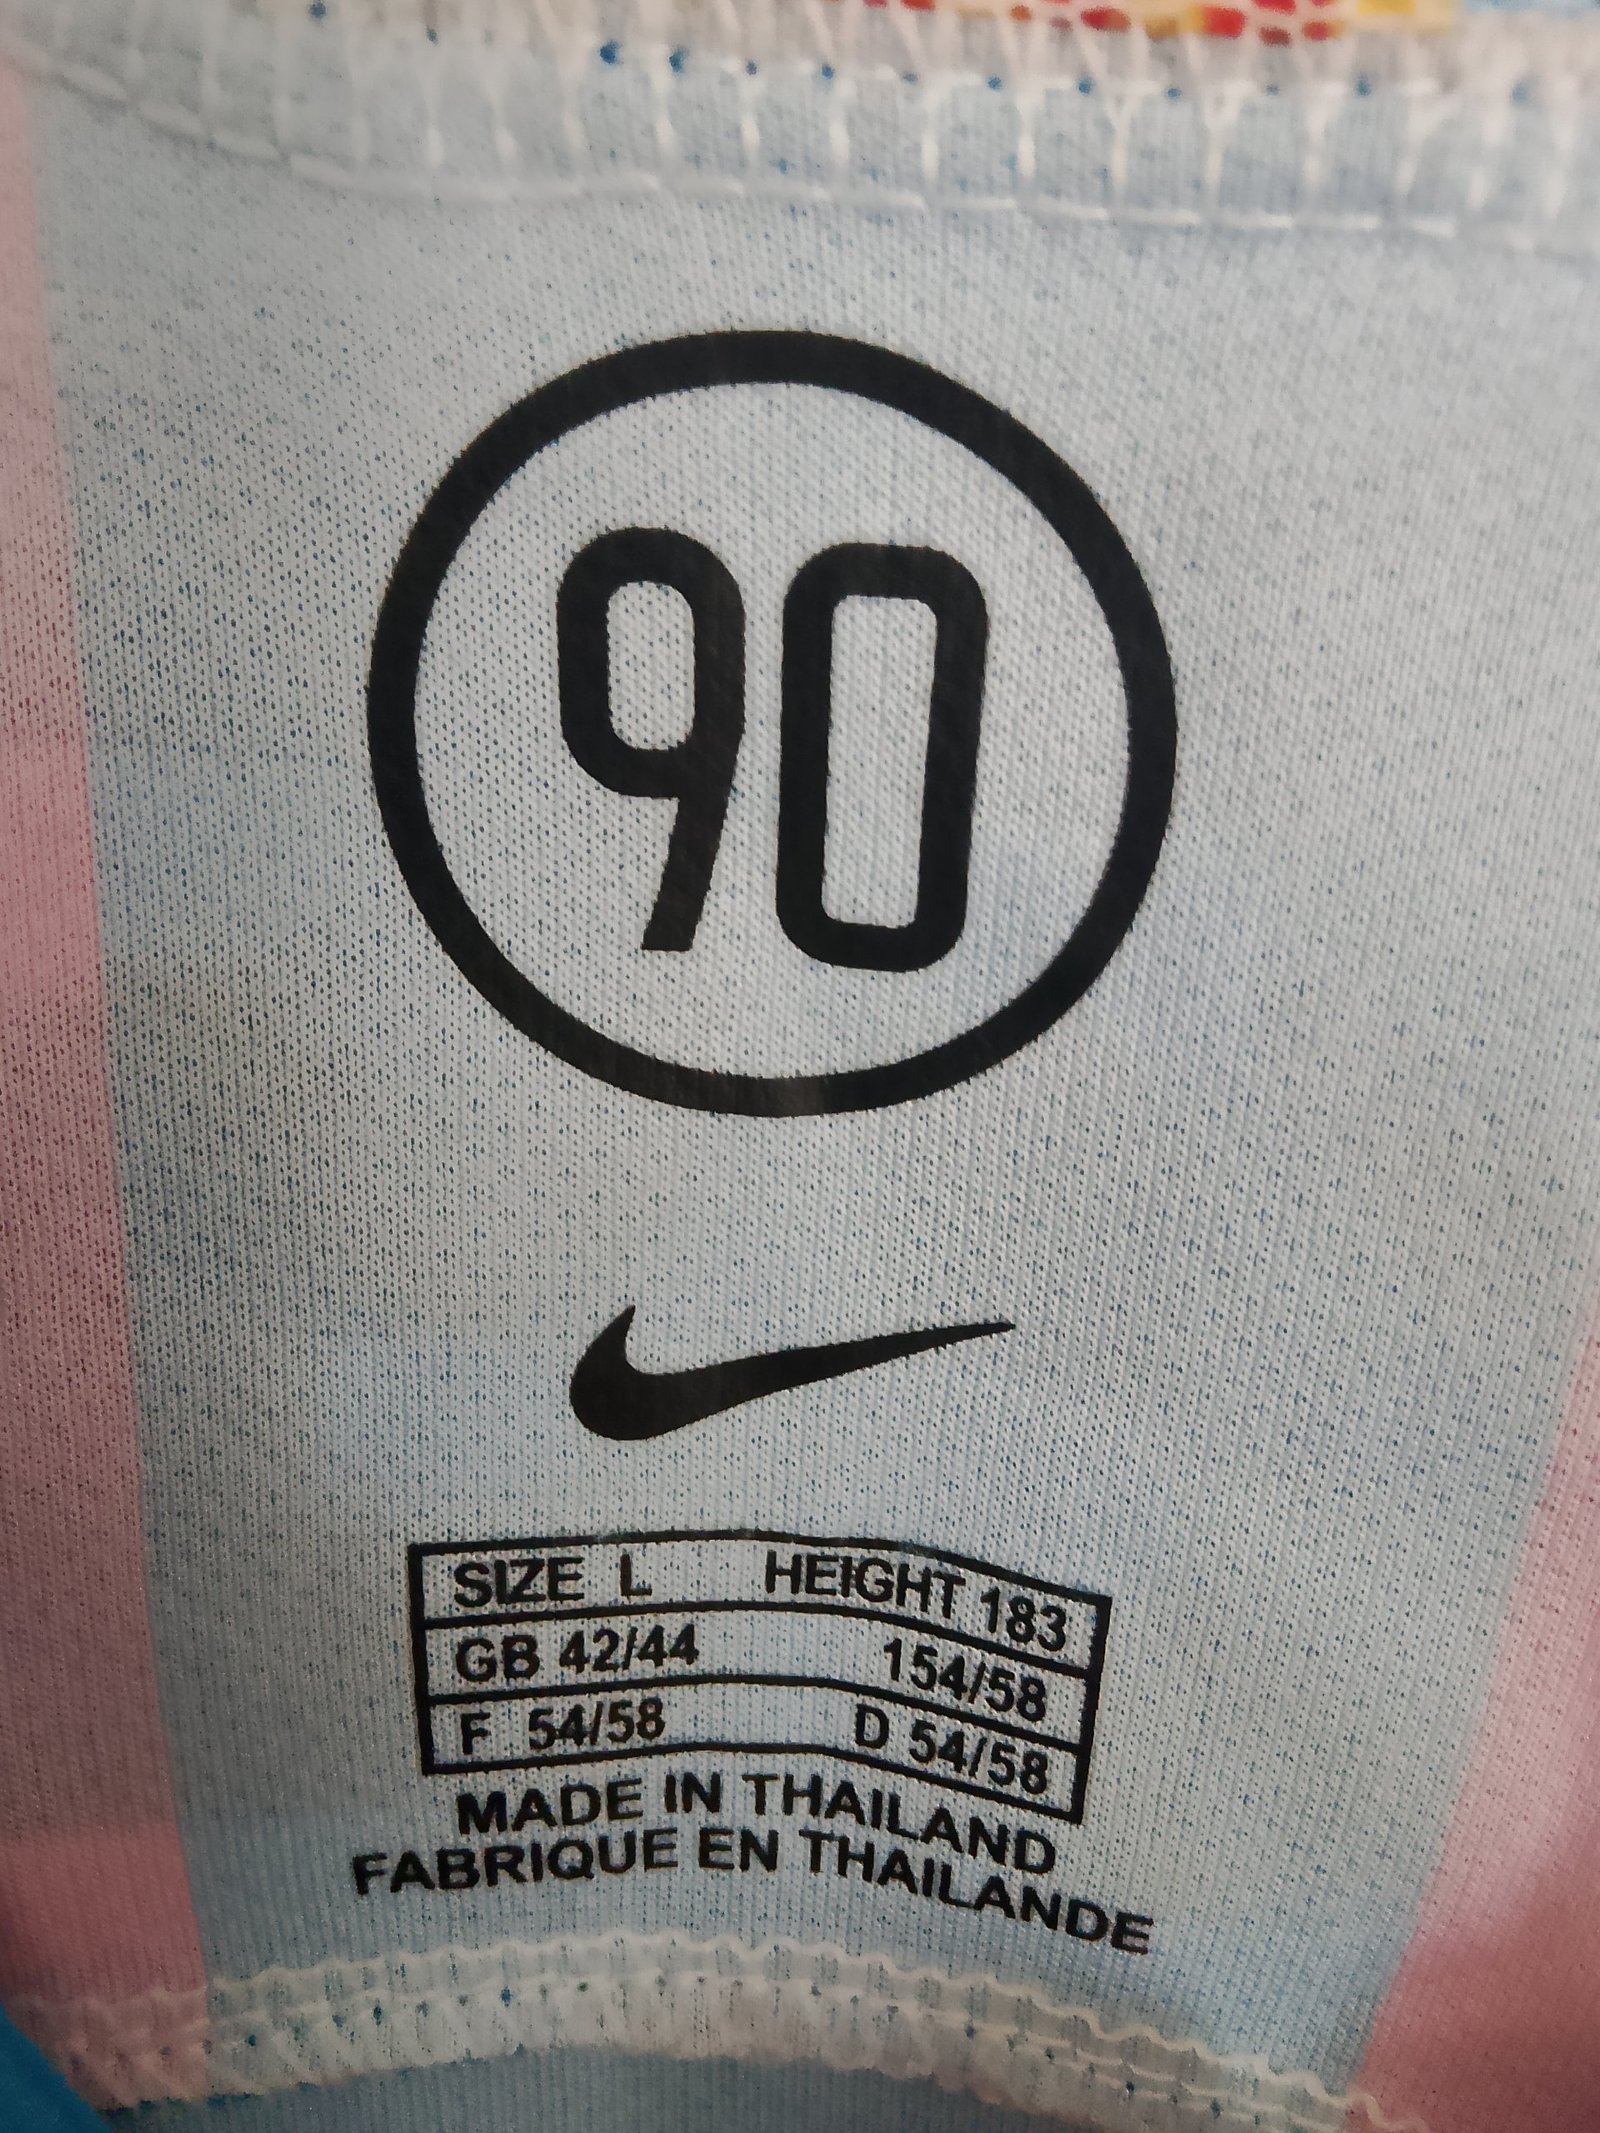 90
SIZE L HEIGHT 183
GB 42/44 154/58
F 54/58 D 54/58
MADE IN THAILAND
FABRIQUE EN THAILANDE